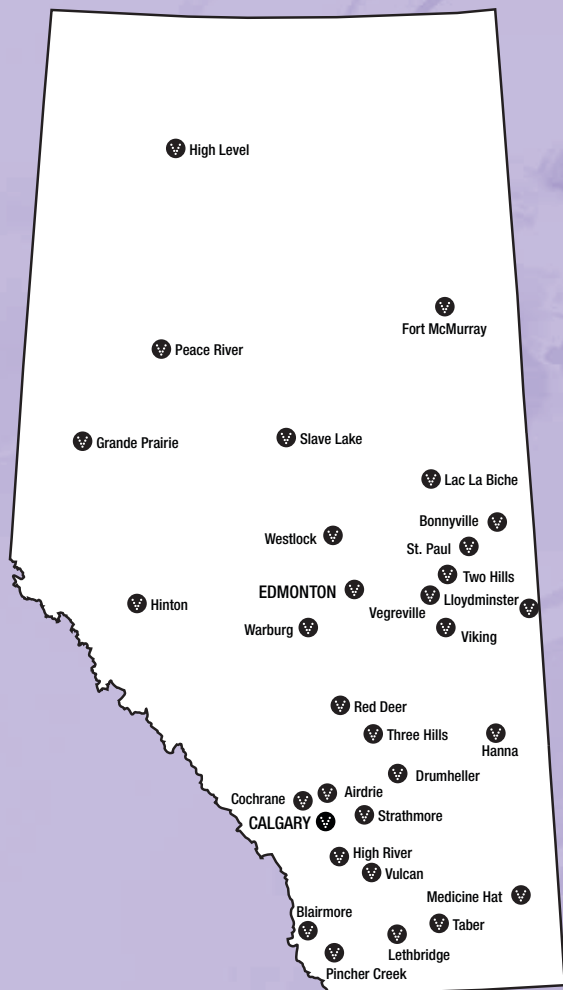 High Level
Fort McMurray
Peace River
Grande Prairie
Slave Lake
Lac La Biche
Bonnyville
Westlock
St. Paul
Two Hills
EDMONTON
Lloydminster
Vegreville
Hinton
Warburg
Viking
Red Deer
Three Hills
Hanna
Drumheller
Airdrie
Cochrane
Strathmore
CALGARY
High River
Vulcan
Medicine Hat
Blairmore
Taber
Lethbridge
Pincher Creek